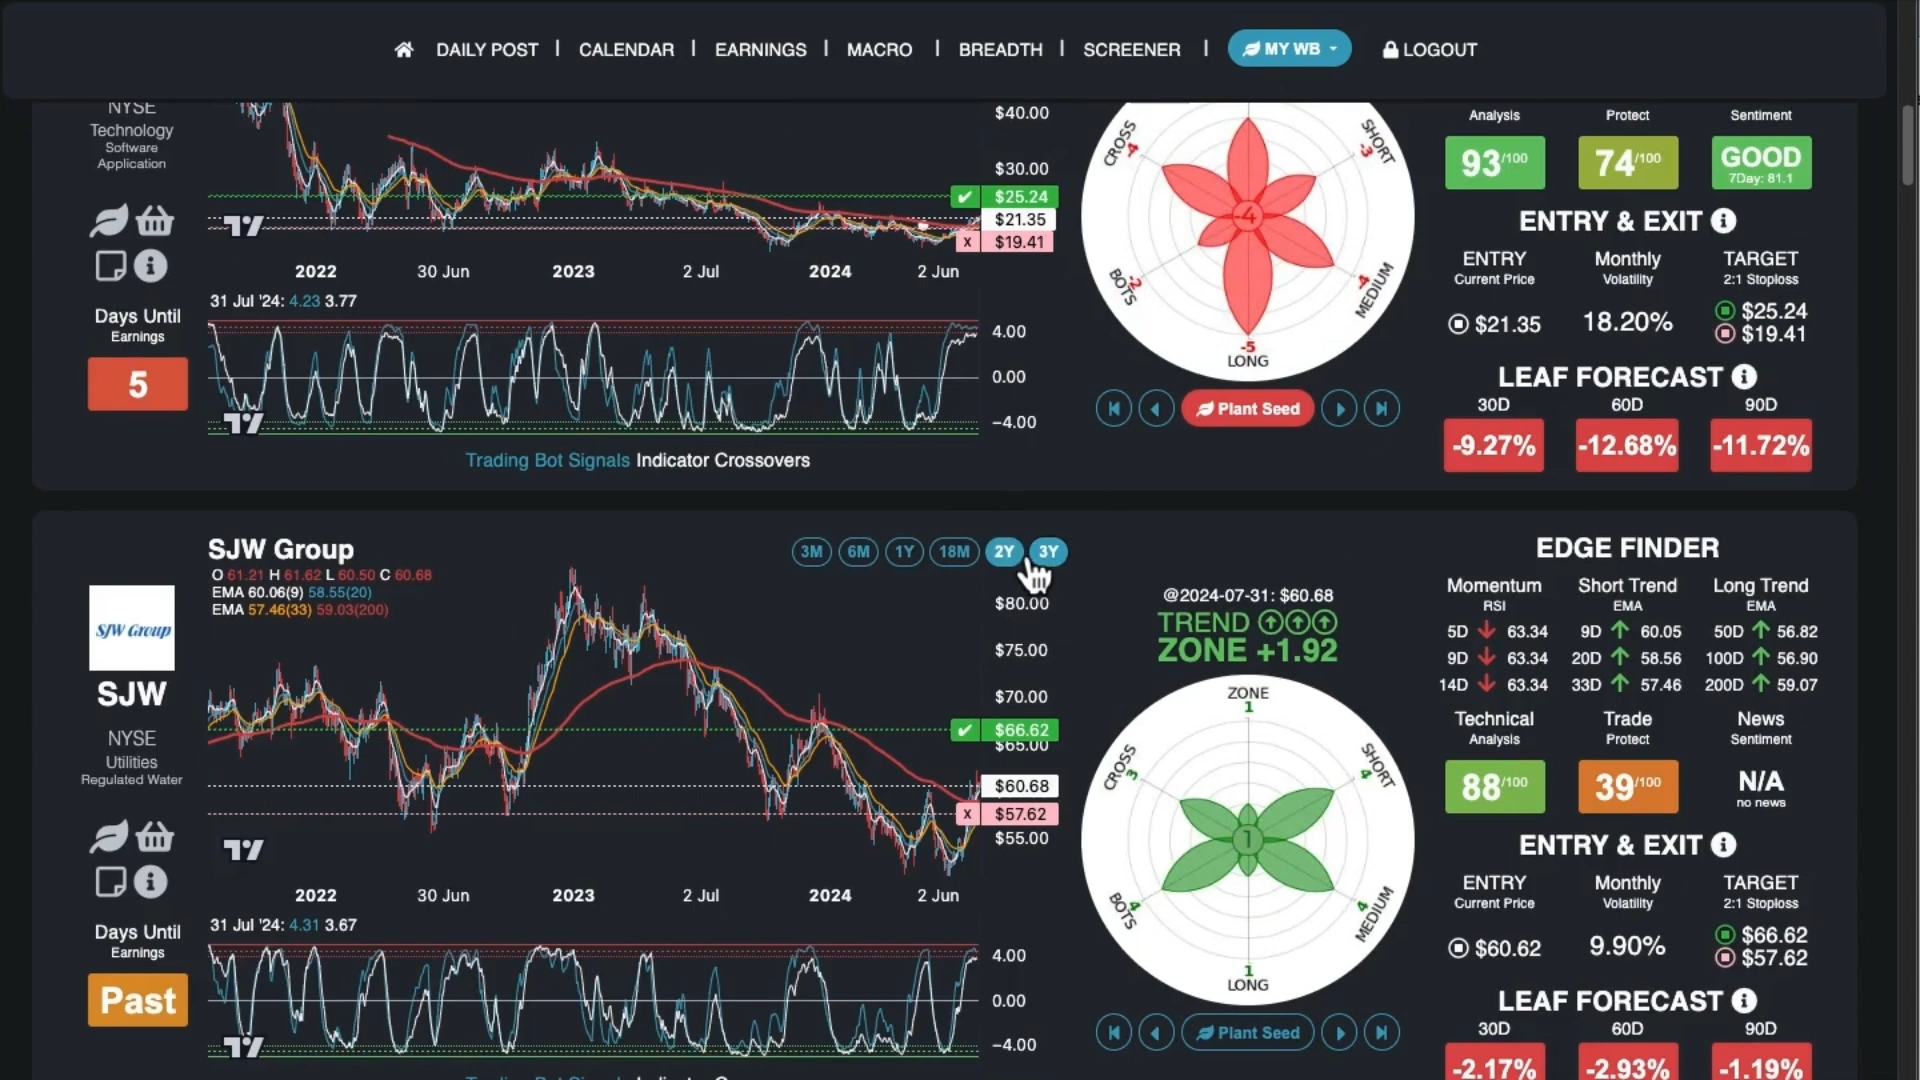 DAILY POST | CALENDAR | EARNINGS | MACRO | BREADTH | SCREENER | MY WB LOGOUT
NYSE
Technology
Software
Application
Days Until
Earnings
5
$40.00
$30.00
✔ $25.24
$21.35
x $19.41
2022 30 Jun 2023 2 Jul 2024 2 Jun
31 Jul '24: 4.23 3.77
4.00
0.00
−4.00
Trading Bot Signals Indicator Crossovers
CROSS -4
SHORT -3
-4
BOTS -2
MEDIUM -4
-5
LONG
Plant Seed
Analysis Protect Sentiment
93/100 74/100 GOOD
7Day: 81.1
ENTRY & EXIT
ENTRY Monthly TARGET
Current Price Volatility 2:1 Stoploss
$21.35 18.20% $25.24
$19.41
LEAF FORECAST
30D 60D 90D
-9.27% -12.68% -11.72%
SJW Group
3M 6M 1Y 18M 2Y 3Y
O 61.21 H 61.62 L 60.50 C 60.68
EMA 60.06(9) 58.55(20)
EMA 57.46(33) 59.03(200)
SJW Group
SJW
NYSE
Utilities
Regulated Water
Days Until
Earnings
Past
$80.00
$75.00
$70.00
✔ $66.62
$65.00
$60.68
x $57.62
$55.00
2022 30 Jun 2023 2 Jul 2024 2 Jun
31 Jul '24: 4.31 3.67
4.00
0.00
−4.00
@2024-07-31: $60.68
TREND
ZONE +1.92
ZONE
1
CROSS 3
SHORT 4
1
BOTS 4
MEDIUM 4
1
LONG
Plant Seed
EDGE FINDER
Momentum Short Trend Long Trend
RSI EMA EMA
5D 63.34 9D 60.05 50D 56.82
9D 63.34 20D 58.56 100D 56.90
14D 63.34 33D 57.46 200D 59.07
Technical Trade News
Analysis Protect Sentiment
88/100 39/100 N/A
no news
ENTRY & EXIT
ENTRY Monthly TARGET
Current Price Volatility 2:1 Stoploss
$60.62 9.90% $66.62
$57.62
LEAF FORECAST
30D 60D 90D
-2.17% -2.93% -1.19%